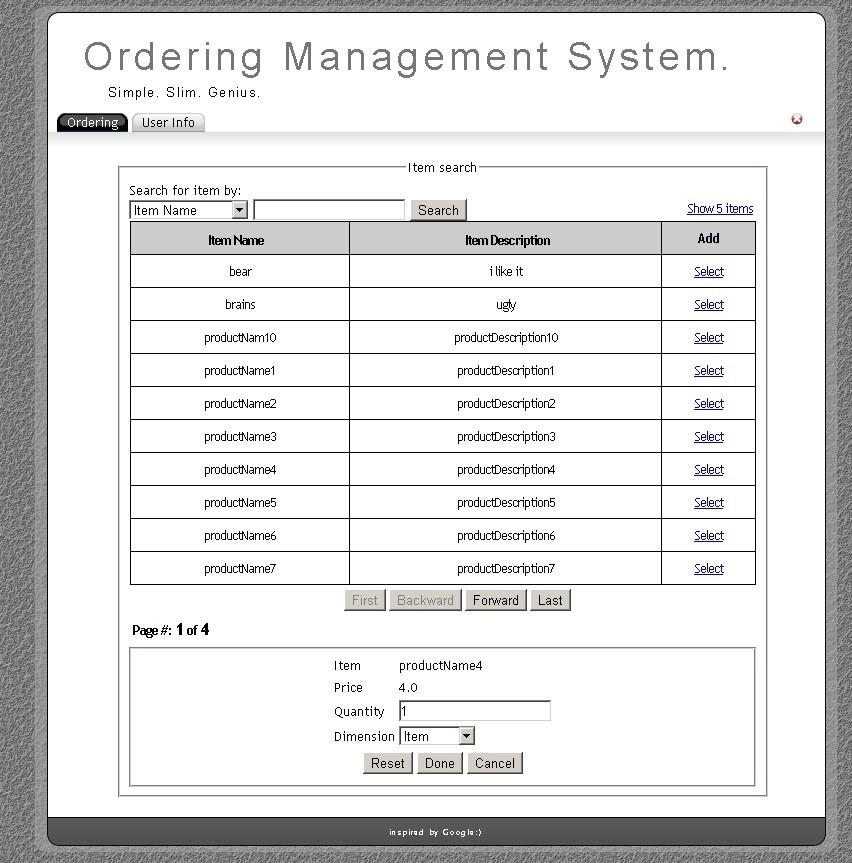 Ordering Management System.
Simple. Slim. Genius.
Ordering User Info
Item search
Search for item by:
Item Name Search Show 5 items
Item Name Item Description Add
bear i like it Select
brains ugly Select
productNam10 productDescription10 Select
productName1 productDescription1 Select
productName2 productDescription2 Select
productName3 productDescription3 Select
productName4 productDescription4 Select
productName5 productDescription5 Select
productName6 productDescription6 Select
productName7 productDescription7 Select
First Backward Forward Last
Page #: 1 of 4
Item productName4
Price 4.0
Quantity 1
Dimension Item
Reset Done Cancel
inspired by Google:)